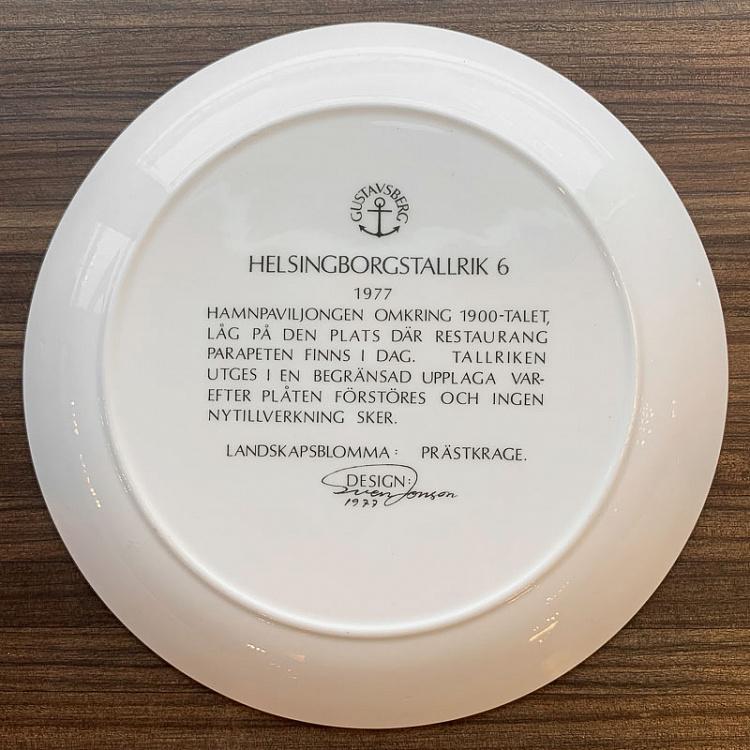 GUSTAVSBERG
HELSINGBORGSTALLRIK 6
1977
HAMNPAVILJONGEN OMKRING 1900-TALET,
LÅG PÅ DEN PLATS DÄR RESTAURANG
PARAPETEN FINNS I DAG. TALLRIKEN
UTGES I EN BEGRÄNSAD UPPLAGA VAR-
EFTER PLÅTEN FÖRSTÖRES OCH INGEN
NYTILLVERKNING SKER.
LANDSKAPSBLOMMA: PRÄSTKRAGE.
DESIGN:
Sven Jonson
1977